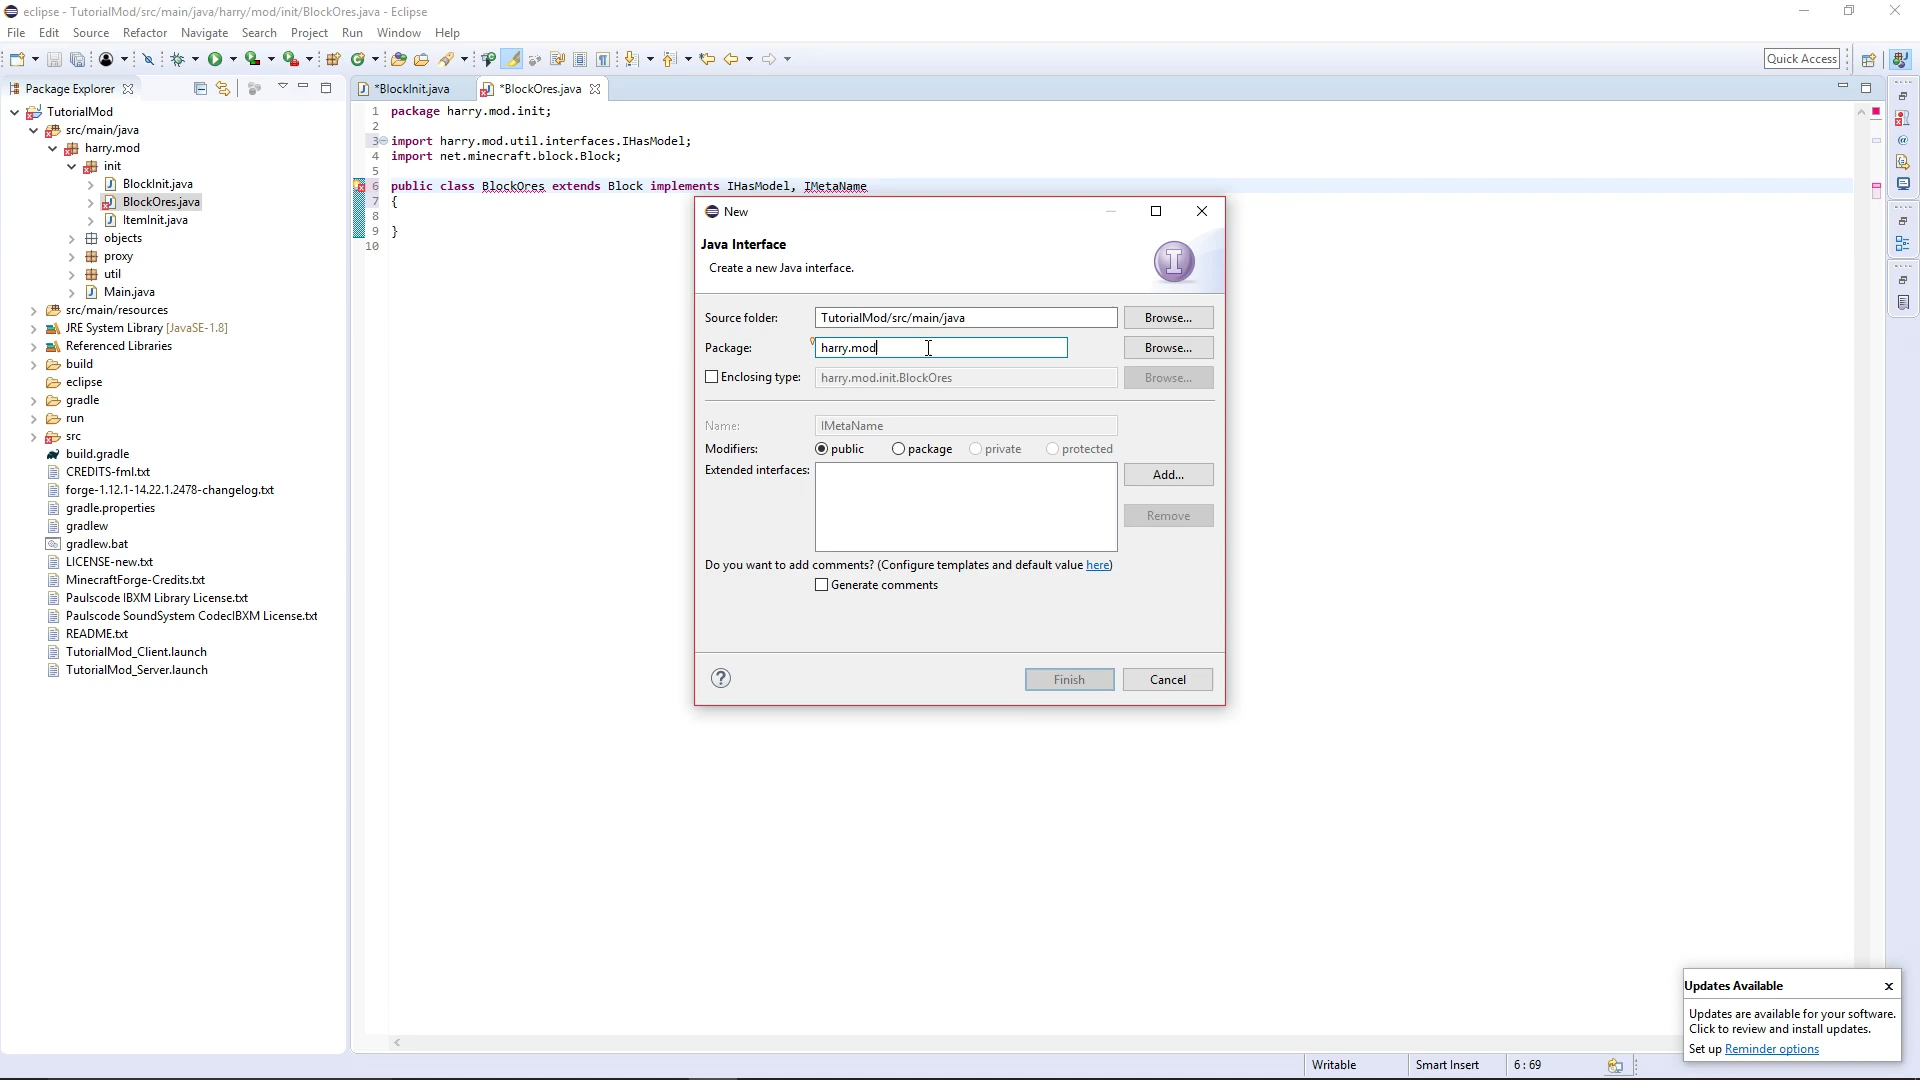 eclipse - TutorialMod/src/main/java/harry/mod/init/BlockOres.java - Eclipse
File Edit Source Refactor Navigate Search Project Run Window Help
Quick Access
Package Explorer
*BlockInit.java
*BlockOres.java
TutorialMod
src/main/java
harry.mod
init
BlockInit.java
BlockOres.java
ItemInit.java
objects
proxy
util
Main.java
src/main/resources
JRE System Library [JavaSE-1.8]
Referenced Libraries
build
eclipse
gradle
run
src
build.gradle
CREDITS-fml.txt
forge-1.12.1-14.22.1.2478-changelog.txt
gradle.properties
gradlew
gradlew.bat
LICENSE-new.txt
MinecraftForge-Credits.txt
Paulscode IBXM Library License.txt
Paulscode SoundSystem CodecIBXM License.txt
README.txt
TutorialMod_Client.launch
TutorialMod_Server.launch
1 package harry.mod.init;
2
3 import harry.mod.util.interfaces.IHasModel;
4 import net.minecraft.block.Block;
5
6 public class BlockOres extends Block implements IHasModel, IMetaName
7 {
8
9 }
10
New
Java Interface
Create a new Java interface.
Source folder: TutorialMod/src/main/java Browse...
Package: harry.mod Browse...
Enclosing type: harry.mod.init.BlockOres Browse...
Name: IMetaName
Modifiers: public package private protected
Extended interfaces: Add...
Remove
Do you want to add comments? (Configure templates and default value here)
Generate comments
Finish Cancel
Updates Available x
Updates are available for your software.
Click to review and install updates.
Set up Reminder options
Writable Smart Insert 6 : 69